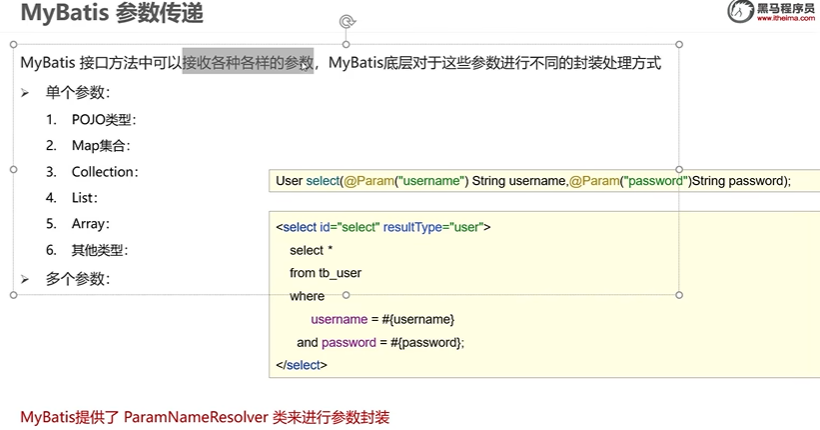 MyBatis 参数传递
黑马程序员
www.itheima.com
MyBatis 接口方法中可以接收各种各样的参数，MyBatis底层对于这些参数进行不同的封装处理方式
➢ 单个参数：
1. POJO类型：
2. Map集合：
3. Collection：
4. List：
5. Array：
6. 其他类型：
➢ 多个参数：
User select(@Param("username") String username,@Param("password")String password);
<select id="select" resultType="user">
select *
from tb_user
where
username = #{username}
and password = #{password};
</select>
MyBatis提供了 ParamNameResolver 类来进行参数封装